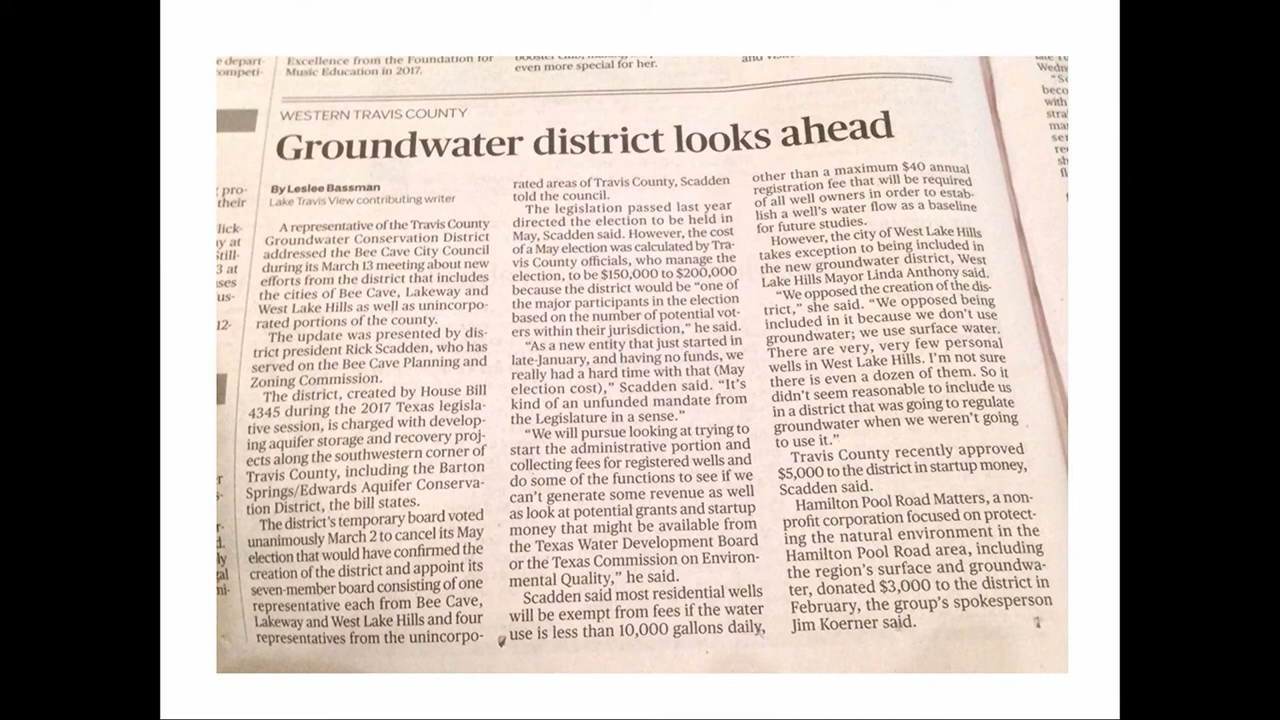 e depart-
ompeti-
Excellence from the Foundation for
Music Education in 2017.
even more special for her.
WESTERN TRAVIS COUNTY
Groundwater district looks ahead
By Leslee Bassman
Lake Travis View contributing writer
A representative of the Travis County
Groundwater Conservation District
addressed the Bee Cave City Council
during its March 13 meeting about new
efforts from the district that includes
the cities of Bee Cave, Lakeway and
West Lake Hills as well as unincorpo-
rated portions of the county.
The update was presented by dis-
trict president Rick Scadden, who has
served on the Bee Cave Planning and
Zoning Commission.
The district, created by House Bill
4345 during the 2017 Texas legisla-
tive session, is charged with develop-
ing aquifer storage and recovery proj-
ects along the southwestern corner of
Travis County, including the Barton
Springs/Edwards Aquifer Conserva-
tion District, the bill states.
The district's temporary board voted
unanimously March 2 to cancel its May
election that would have confirmed the
creation of the district and appoint its
seven-member board consisting of one
representative each from Bee Cave,
Lakeway and West Lake Hills and four
representatives from the unincorpo-
rated areas of Travis County, Scadden
told the council.
The legislation passed last year
directed the election to be held in
May, Scadden said. However, the cost
of a May election was calculated by Tra-
vis County officials, who manage the
election, to be $150,000 to $200,000
because the district would be “one of
the major participants in the election
based on the number of potential vot-
ers within their jurisdiction,” he said.
“As a new entity that just started in
late-January, and having no funds, we
really had a hard time with that (May
election cost),” Scadden said. “It's
kind of an unfunded mandate from
the Legislature in a sense.”
“We will pursue looking at trying to
start the administrative portion and
collecting fees for registered wells and
do some of the functions to see if we
can't generate some revenue as well
as look at potential grants and startup
money that might be available from
the Texas Water Development Board
or the Texas Commission on Environ-
mental Quality,” he said.
Scadden said most residential wells
will be exempt from fees if the water
use is less than 10,000 gallons daily,
other than a maximum $40 annual
registration fee that will be required
of all well owners in order to estab-
lish a well's water flow as a baseline
for future studies.
However, the city of West Lake Hills
takes exception to being included in
the new groundwater district, West
Lake Hills Mayor Linda Anthony said.
“We opposed the creation of the dis-
trict,” she said. “We opposed being
included in it because we don't use
groundwater; we use surface water.
There are very, very few personal
wells in West Lake Hills. I'm not sure
there is even a dozen of them. So it
didn't seem reasonable to include us
in a district that was going to regulate
groundwater when we weren't going
to use it.”
Travis County recently approved
$5,000 to the district in startup money,
Scadden said.
Hamilton Pool Road Matters, a non-
profit corporation focused on protect-
ing the natural environment in the
Hamilton Pool Road area, including
the region's surface and groundwa-
ter, donated $3,000 to the district in
February, the group's spokesperson
Jim Koerner said.